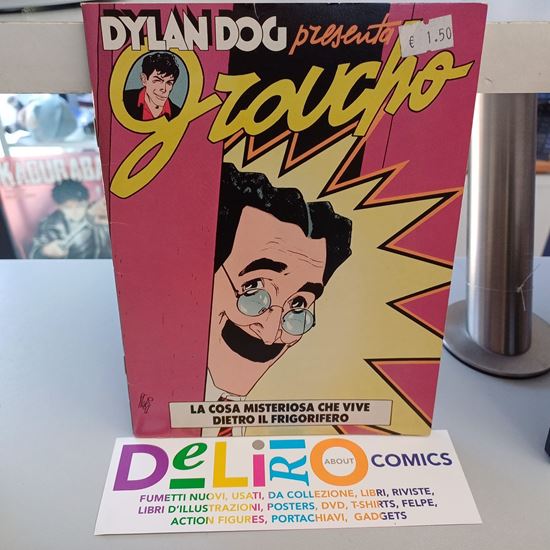 DYLAN DOG presenta
€ 1.50
Groucho
KABURABA
LA COSA MISTERIOSA CHE VIVE
DIETRO IL FRIGORIFERO
DeLiRiO ABOUT COMICS
FUMETTI NUOVI, USATI, DA COLLEZIONE, LIBRI, RIVISTE,
LIBRI D'ILLUSTRAZIONI, POSTERS, DVD, T-SHIRTS, FELPE,
ACTION FIGURES, PORTACHIAVI, GADGETS